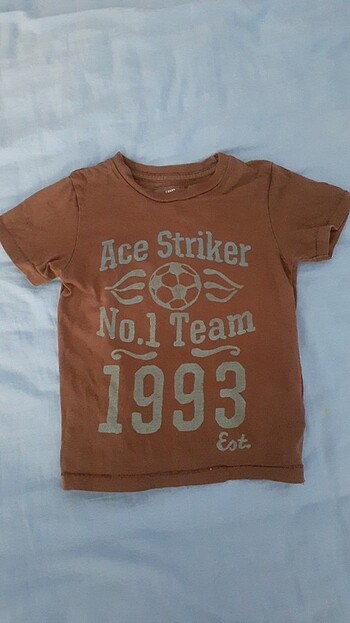 Ace Striker
No.1 Team
1993
Est.